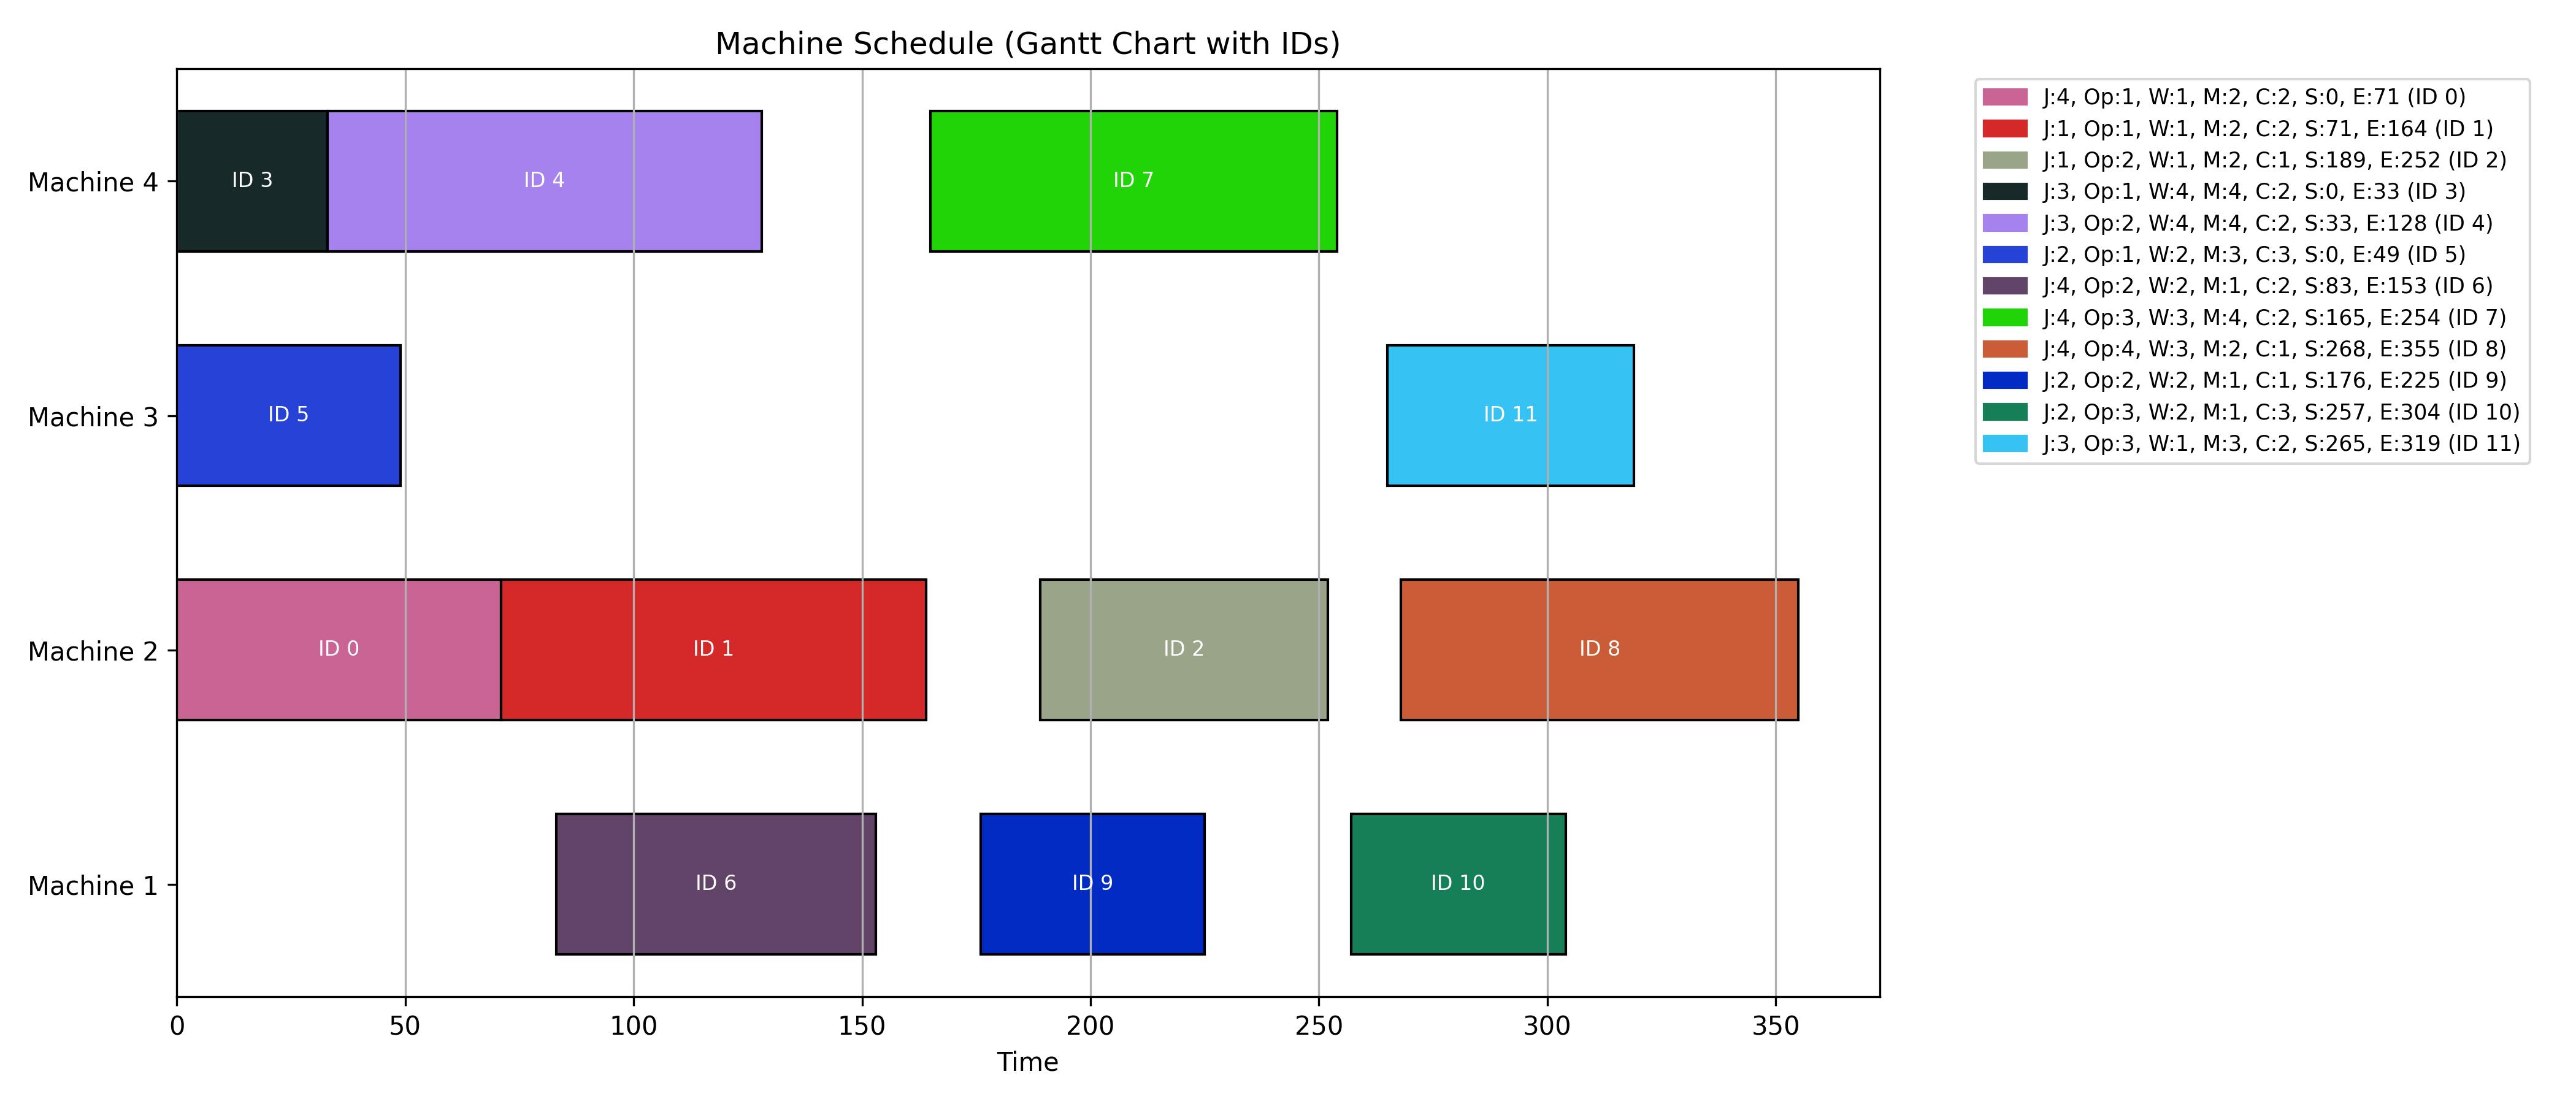 Machine Schedule (Gantt Chart with IDs)
Machine 4
ID 3
ID 4
ID 7
Machine 3
ID 5
ID 11
Machine 2
ID 0
ID 1
ID 2
ID 8
Machine 1
ID 6
ID 9
ID 10
0 50 100 150 200 250 300 350
Time
J:4, Op:1, W:1, M:2, C:2, S:0, E:71 (ID 0)
J:1, Op:1, W:1, M:2, C:2, S:71, E:164 (ID 1)
J:1, Op:2, W:1, M:2, C:1, S:189, E:252 (ID 2)
J:3, Op:1, W:4, M:4, C:2, S:0, E:33 (ID 3)
J:3, Op:2, W:4, M:4, C:2, S:33, E:128 (ID 4)
J:2, Op:1, W:2, M:3, C:3, S:0, E:49 (ID 5)
J:4, Op:2, W:2, M:1, C:2, S:83, E:153 (ID 6)
J:4, Op:3, W:3, M:4, C:2, S:165, E:254 (ID 7)
J:4, Op:4, W:3, M:2, C:1, S:268, E:355 (ID 8)
J:2, Op:2, W:2, M:1, C:1, S:176, E:225 (ID 9)
J:2, Op:3, W:2, M:1, C:3, S:257, E:304 (ID 10)
J:3, Op:3, W:1, M:3, C:2, S:265, E:319 (ID 11)